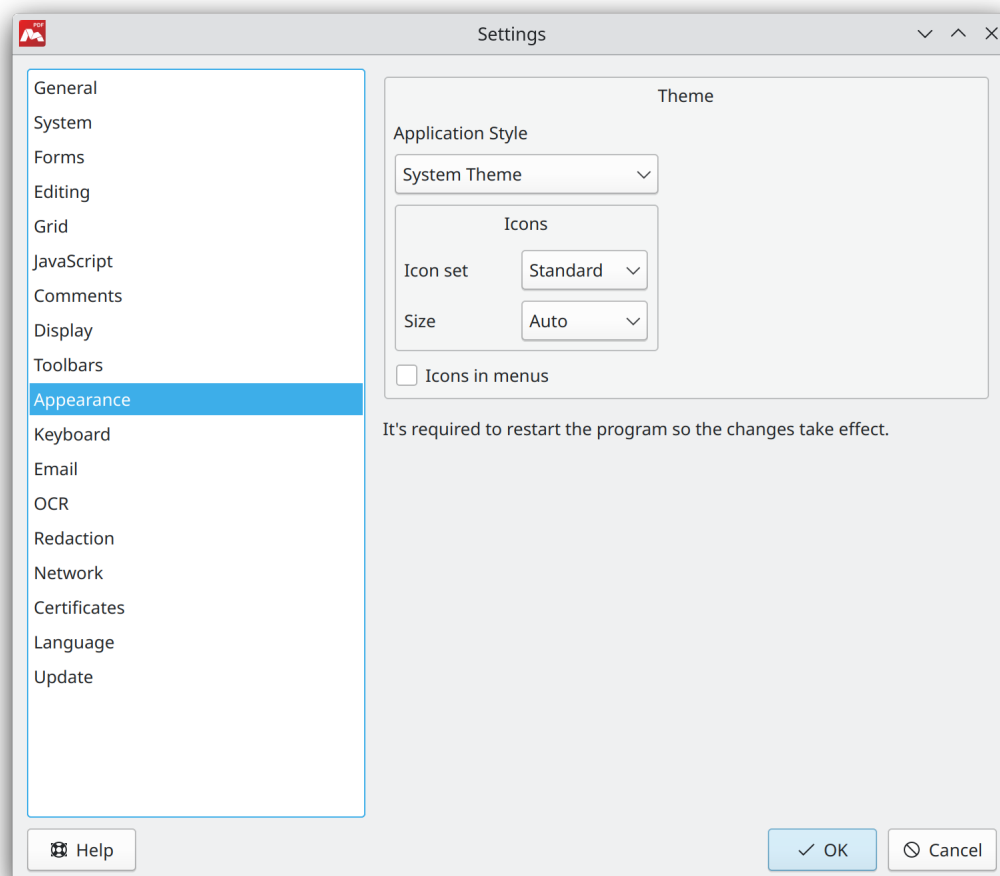 PDF
Settings
General
System
Forms
Editing
Grid
JavaScript
Comments
Display
Toolbars
Appearance
Keyboard
Email
OCR
Redaction
Network
Certificates
Language
Update
Theme
Application Style
System Theme
Icons
Icon set Standard
Size Auto
Icons in menus
It's required to restart the program so the changes take effect.
Help OK Cancel